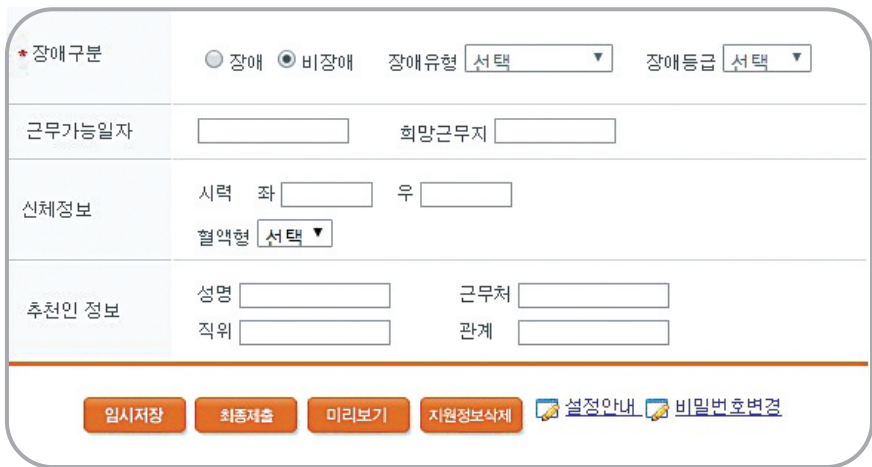 *장애구분 장애 비장애 장애유형 선택 장애등급 선택
근무가능일자 희망근무지
신체정보 시력 좌 우
혈액형 선택
추천인 정보 성명 근무처
직위 관계
임시저장 최종제출 미리보기 지원정보삭제 설정안내 비밀번호변경